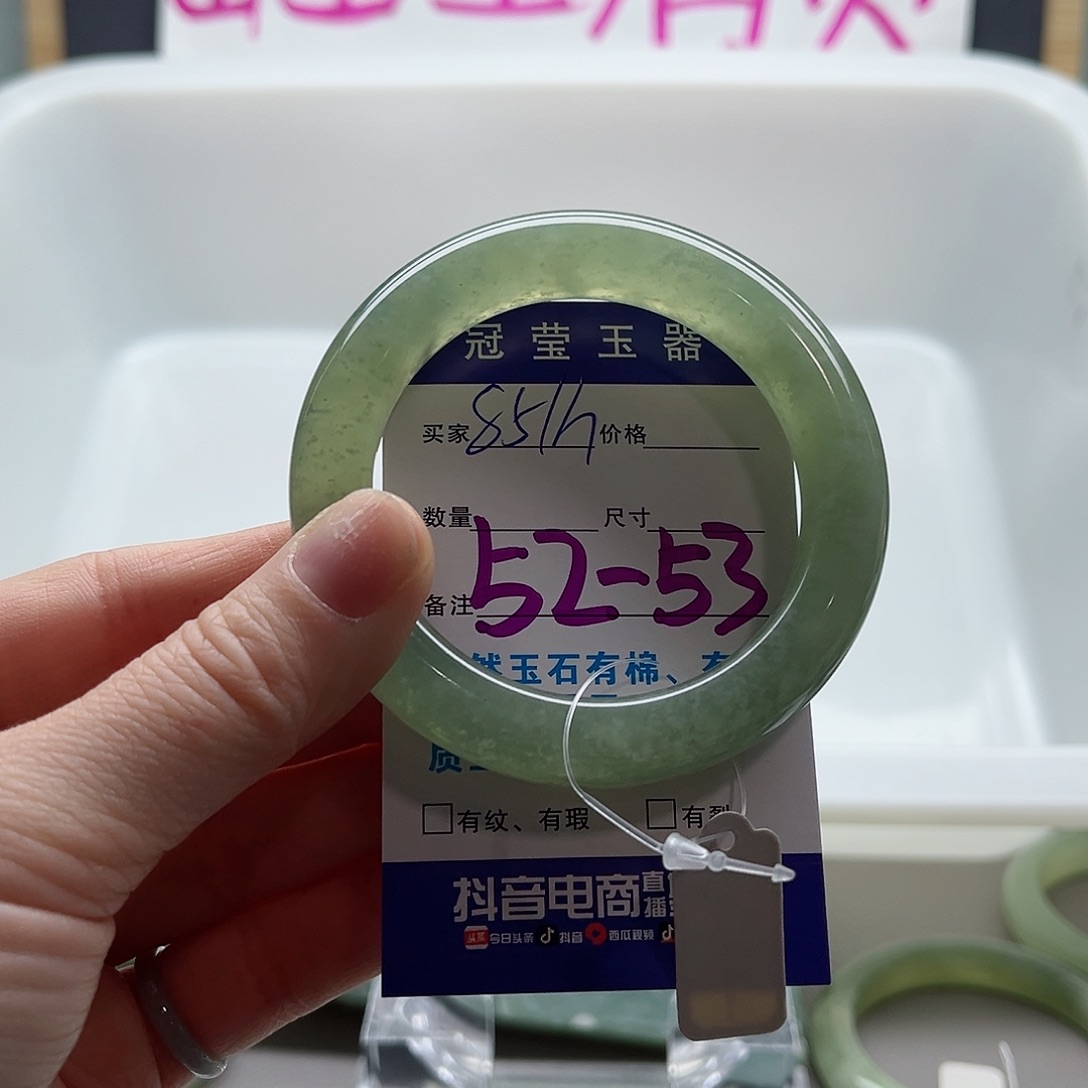 冠莹玉器
买家 8514 价格
数量 尺寸
52-53
备注
然玉石有棉、有
质
□有纹、有瑕 □有裂
抖音电商 直播
今日头条 抖音 西瓜视频